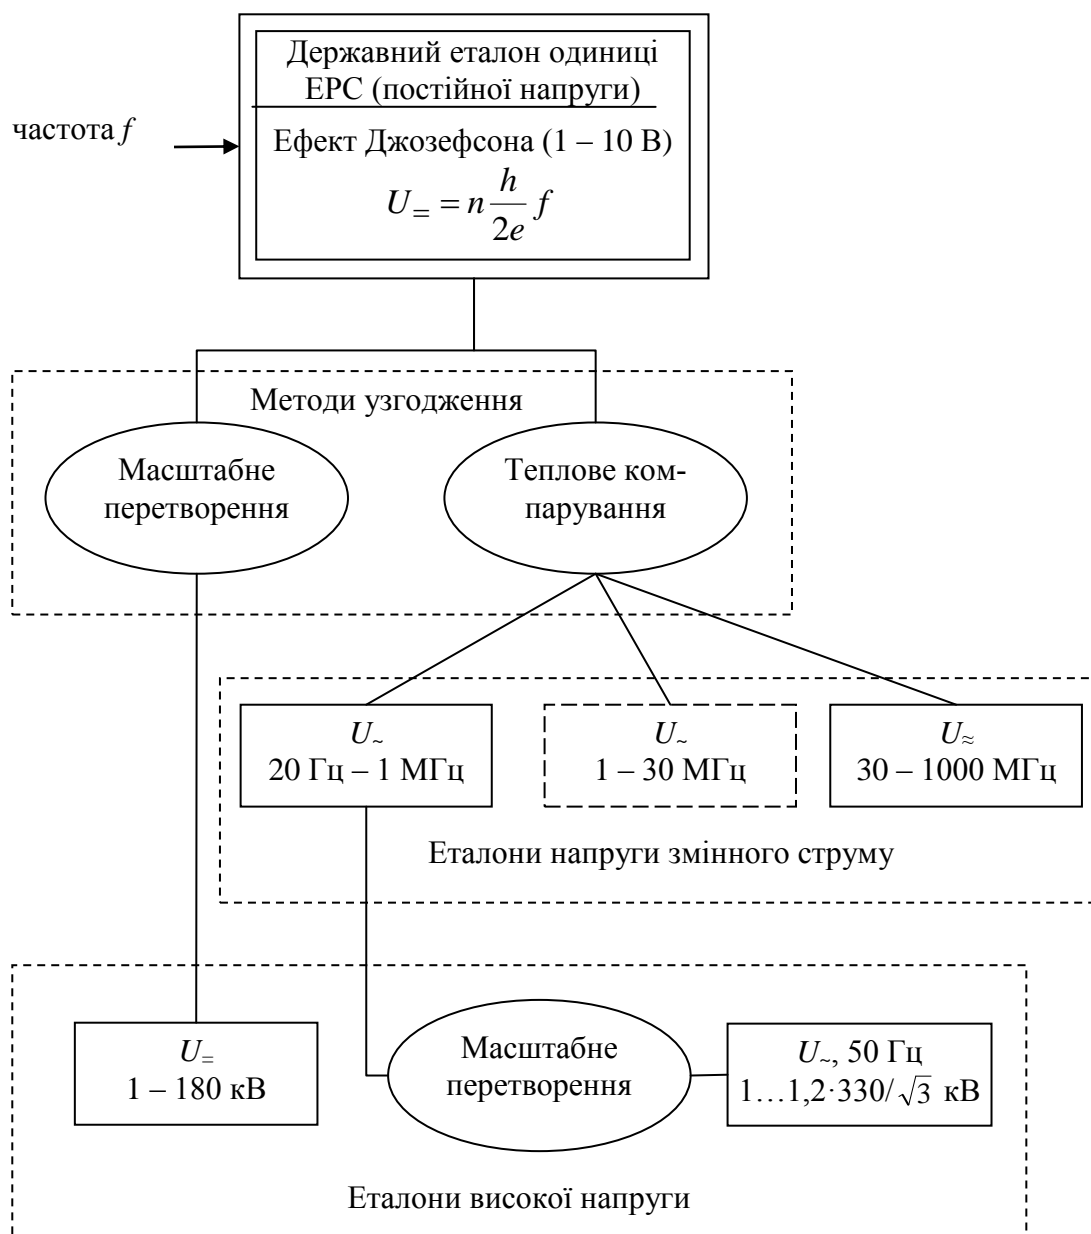 Державний еталон одиниці
ЕРС (постійної напруги)
частота f
Ефект Джозефсона (1 – 10 В)
U₌ = n h/2e f
Методи узгодження
Масштабне
перетворення
Теплове ком-
парування
U~
20 Гц – 1 МГц
U~
1 – 30 МГц
U≈
30 – 1000 МГц
Еталони напруги змінного струму
U₌
1 – 180 кВ
Масштабне
перетворення
U~, 50 Гц
1…1,2·330/√3 кВ
Еталони високої напруги